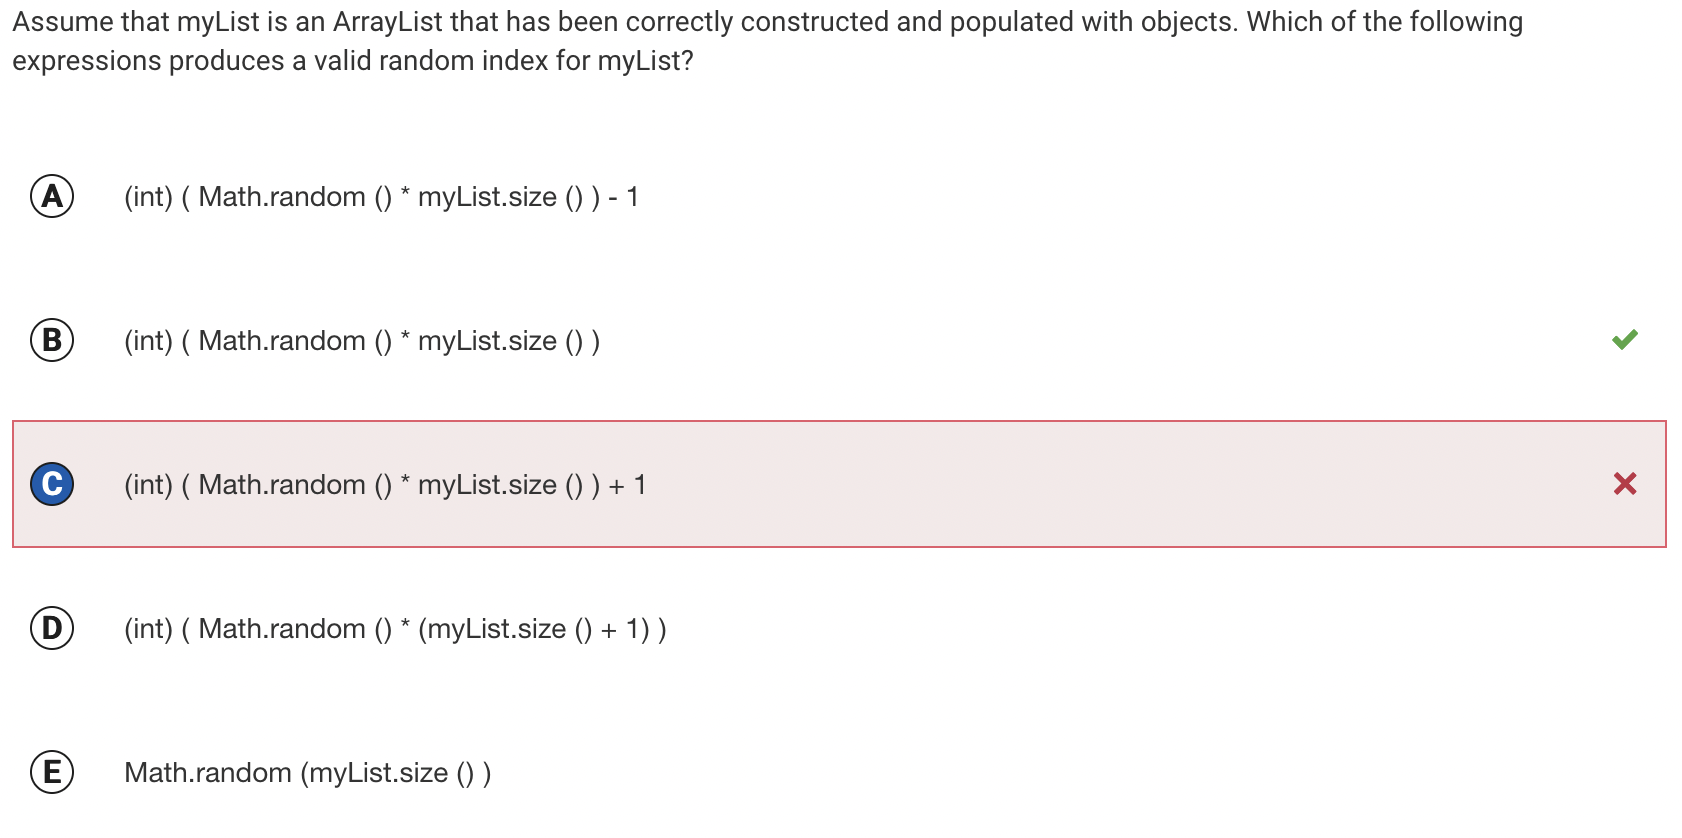 Assume that myList is an ArrayList that has been correctly constructed and populated with objects. Which of the following
expressions produces a valid random index for myList?
A (int) ( Math.random () * myList.size () ) - 1
B (int) ( Math.random () * myList.size () )
C (int) ( Math.random () * myList.size () ) + 1
D (int) ( Math.random () * (myList.size () + 1) )
E Math.random (myList.size () )